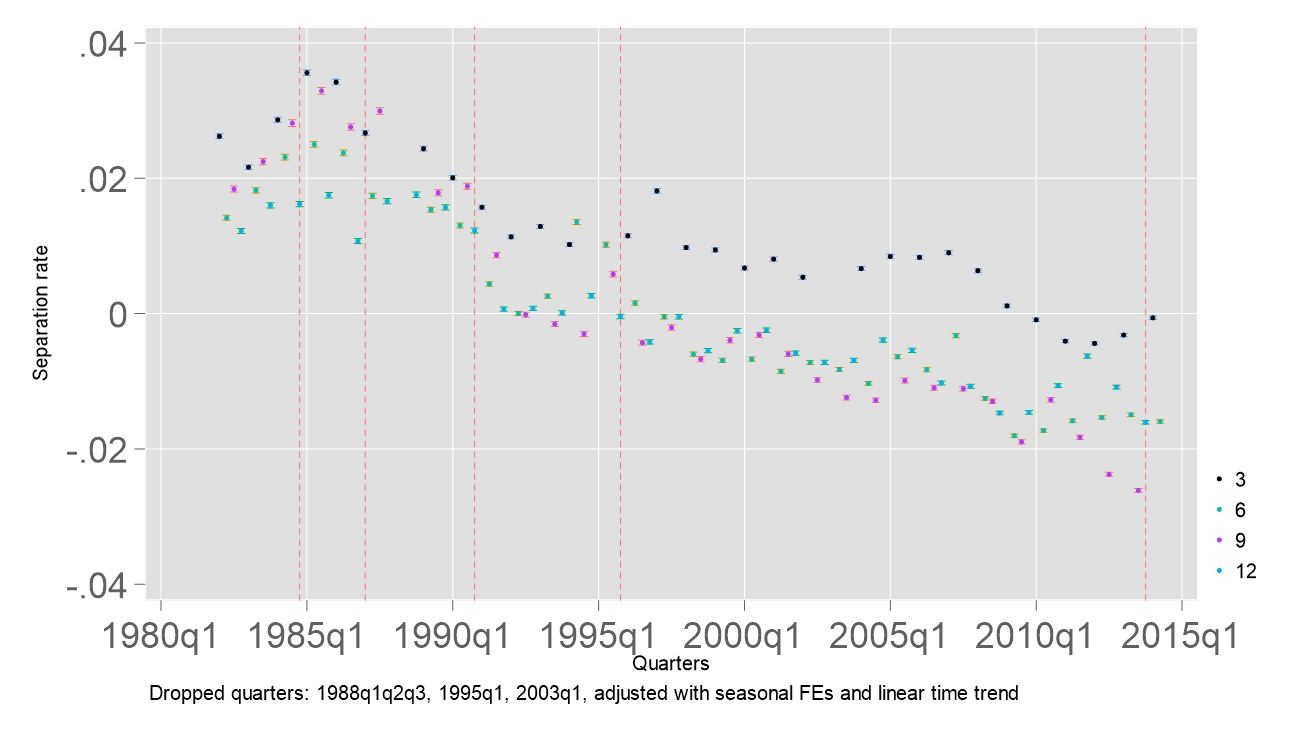 .04
.02
0
-.02
-.04
Separation rate
1980q1 1985q1 1990q1 1995q1 2000q1 2005q1 2010q1 2015q1
Quarters
3
6
9
12
Dropped quarters: 1988q1q2q3, 1995q1, 2003q1, adjusted with seasonal FEs and linear time trend